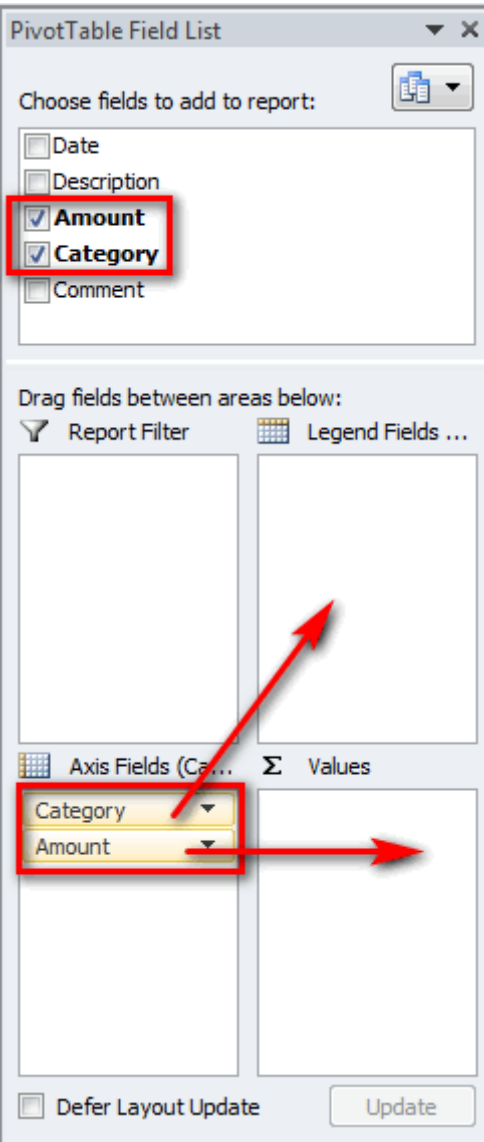 PivotTable Field List
Choose fields to add to report:
Date
Description
Amount
Category
Comment
Drag fields between areas below:
Report Filter
Legend Fields ...
Axis Fields (Ca...
Σ Values
Category
Amount
Defer Layout Update
Update